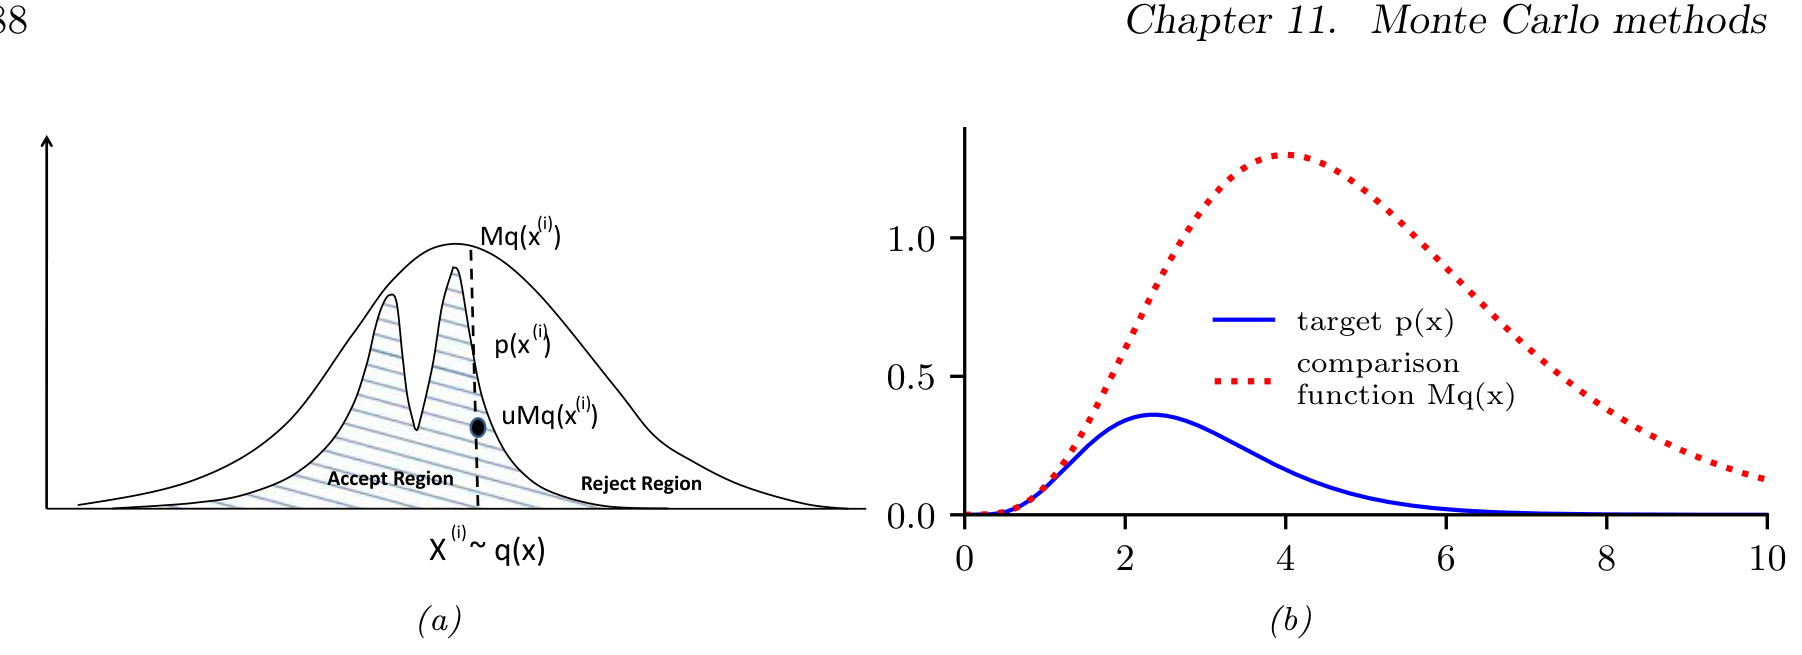 88 Chapter 11. Monte Carlo methods
Mq(x(i))
p(x(i))
uMq(x(i))
Accept Region
Reject Region
X(i)~ q(x)
(a)
1.0
0.5
0.0
target p(x)
comparison
function Mq(x)
0 2 4 6 8 10
(b)